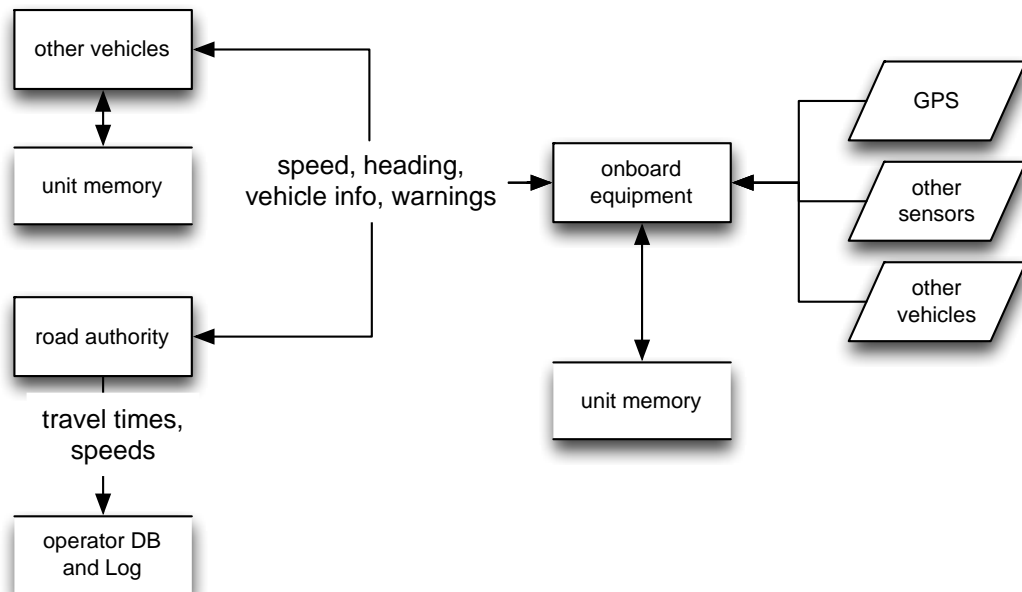 other vehicles
unit memory
road authority
travel times,
speeds
operator DB
and Log
speed, heading,
vehicle info, warnings
onboard
equipment
unit memory
GPS
other
sensors
other
vehicles